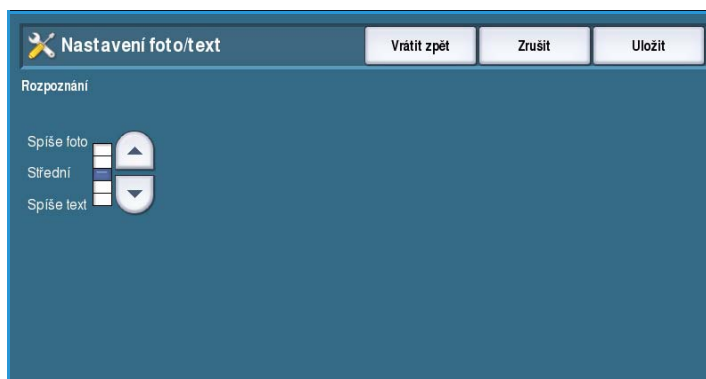 Nastavení foto/text
Vrátit zpět
Zrušit
Uložit
Rozpoznání
Spíše foto
Střední
Spíše text